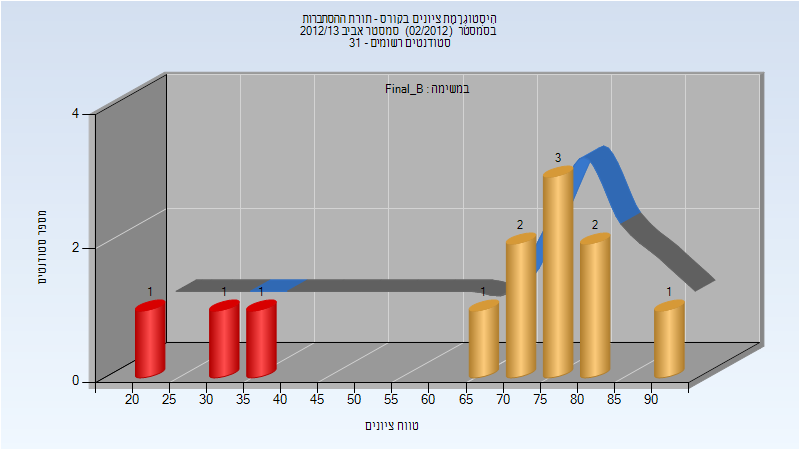 היסטוגרמת ציונים בקורס - תורת ההסתברות
בסמסטר (02/2012) סמסטר אביב 2012/13
סטודנטים רשומים - 31
במשימה : Final_B
מספר סטודנטים
4
2
0
1
1
1
1
2
3
2
1
20 25 30 35 40 45 50 55 60 65 70 75 80 85 90
טווח ציונים